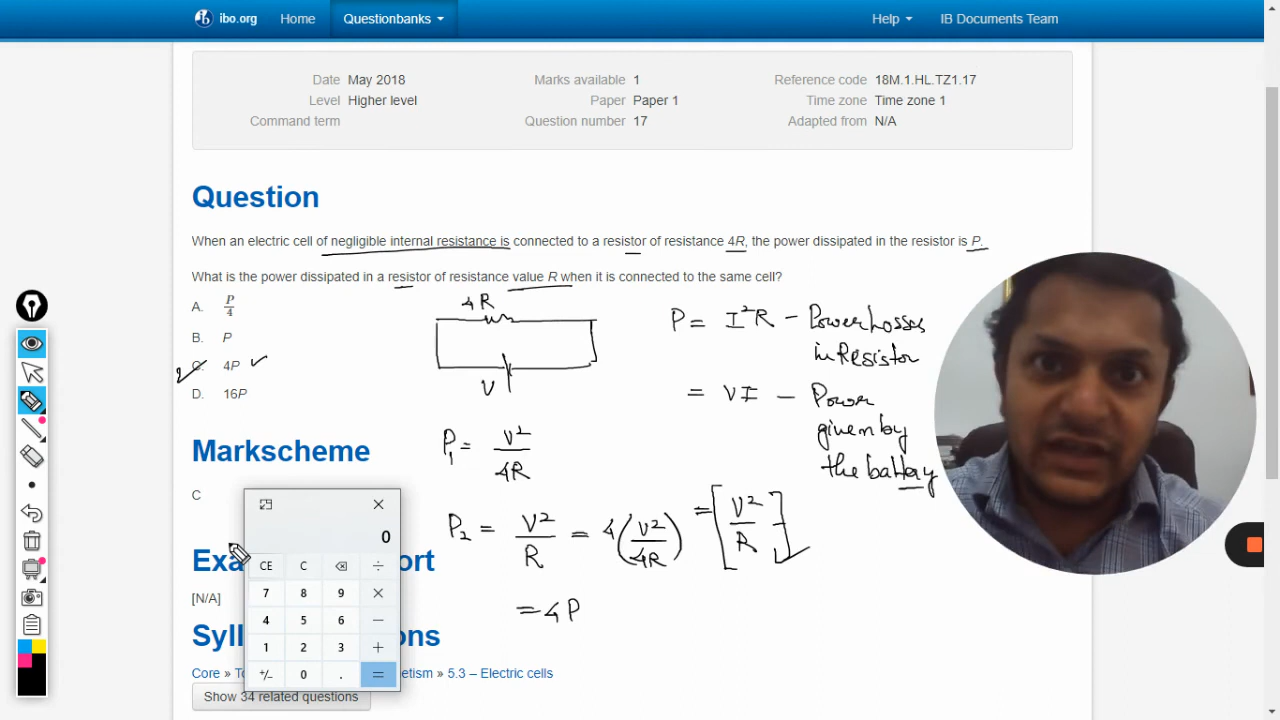 ibo.org Home Questionbanks Help IB Documents Team
Date May 2018 Marks available 1 Reference code 18M.1.HL.TZ1.17
Level Higher level Paper Paper 1 Time zone Time zone 1
Command term Question number 17 Adapted from N/A
Question
When an electric cell of negligible internal resistance is connected to a resistor of resistance 4R, the power dissipated in the resistor is P.
What is the power dissipated in a resistor of resistance value R when it is connected to the same cell?
A. P/4
B. P
C. 4P
D. 16P
4R
V
P = I²R - Power losses
in Resistor
= VI - Power
given by
the battery
= [V²/R]
P₁ = V²/4R
P₂ = V²/R = 4(V²/4R)
= 4P
Markscheme
C
0
CE C ⌫ ÷
7 8 9 ×
4 5 6 −
1 2 3 +
+/− 0 . =
Exa ort
[N/A]
Syll ons
Core » To etism » 5.3 – Electric cells
Show 34 related questions